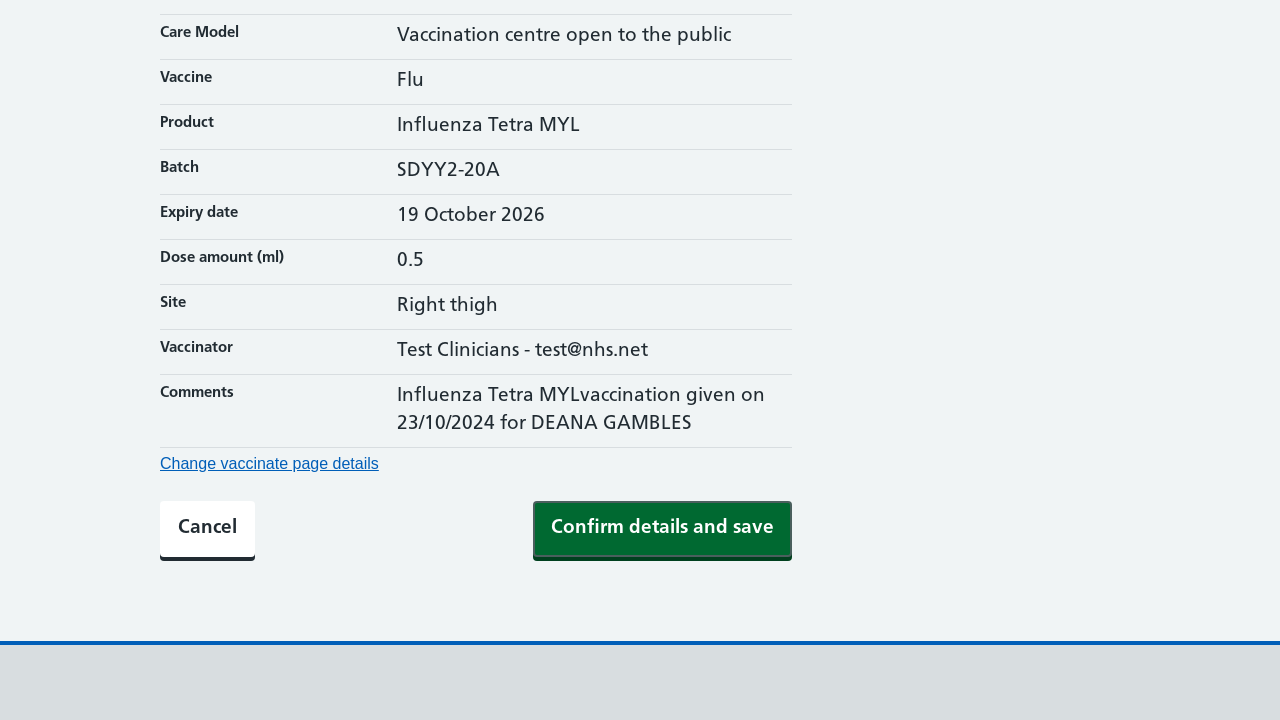 Care Model
Vaccination centre open to the public
Vaccine
Flu
Product
Influenza Tetra MYL
Batch
SDYY2-20A
Expiry date
19 October 2026
Dose amount (ml)
0.5
Site
Right thigh
Vaccinator
Test Clinicians - test@nhs.net
Comments
Influenza Tetra MYLvaccination given on
23/10/2024 for DEANA GAMBLES
Change vaccinate page details
Cancel
Confirm details and save